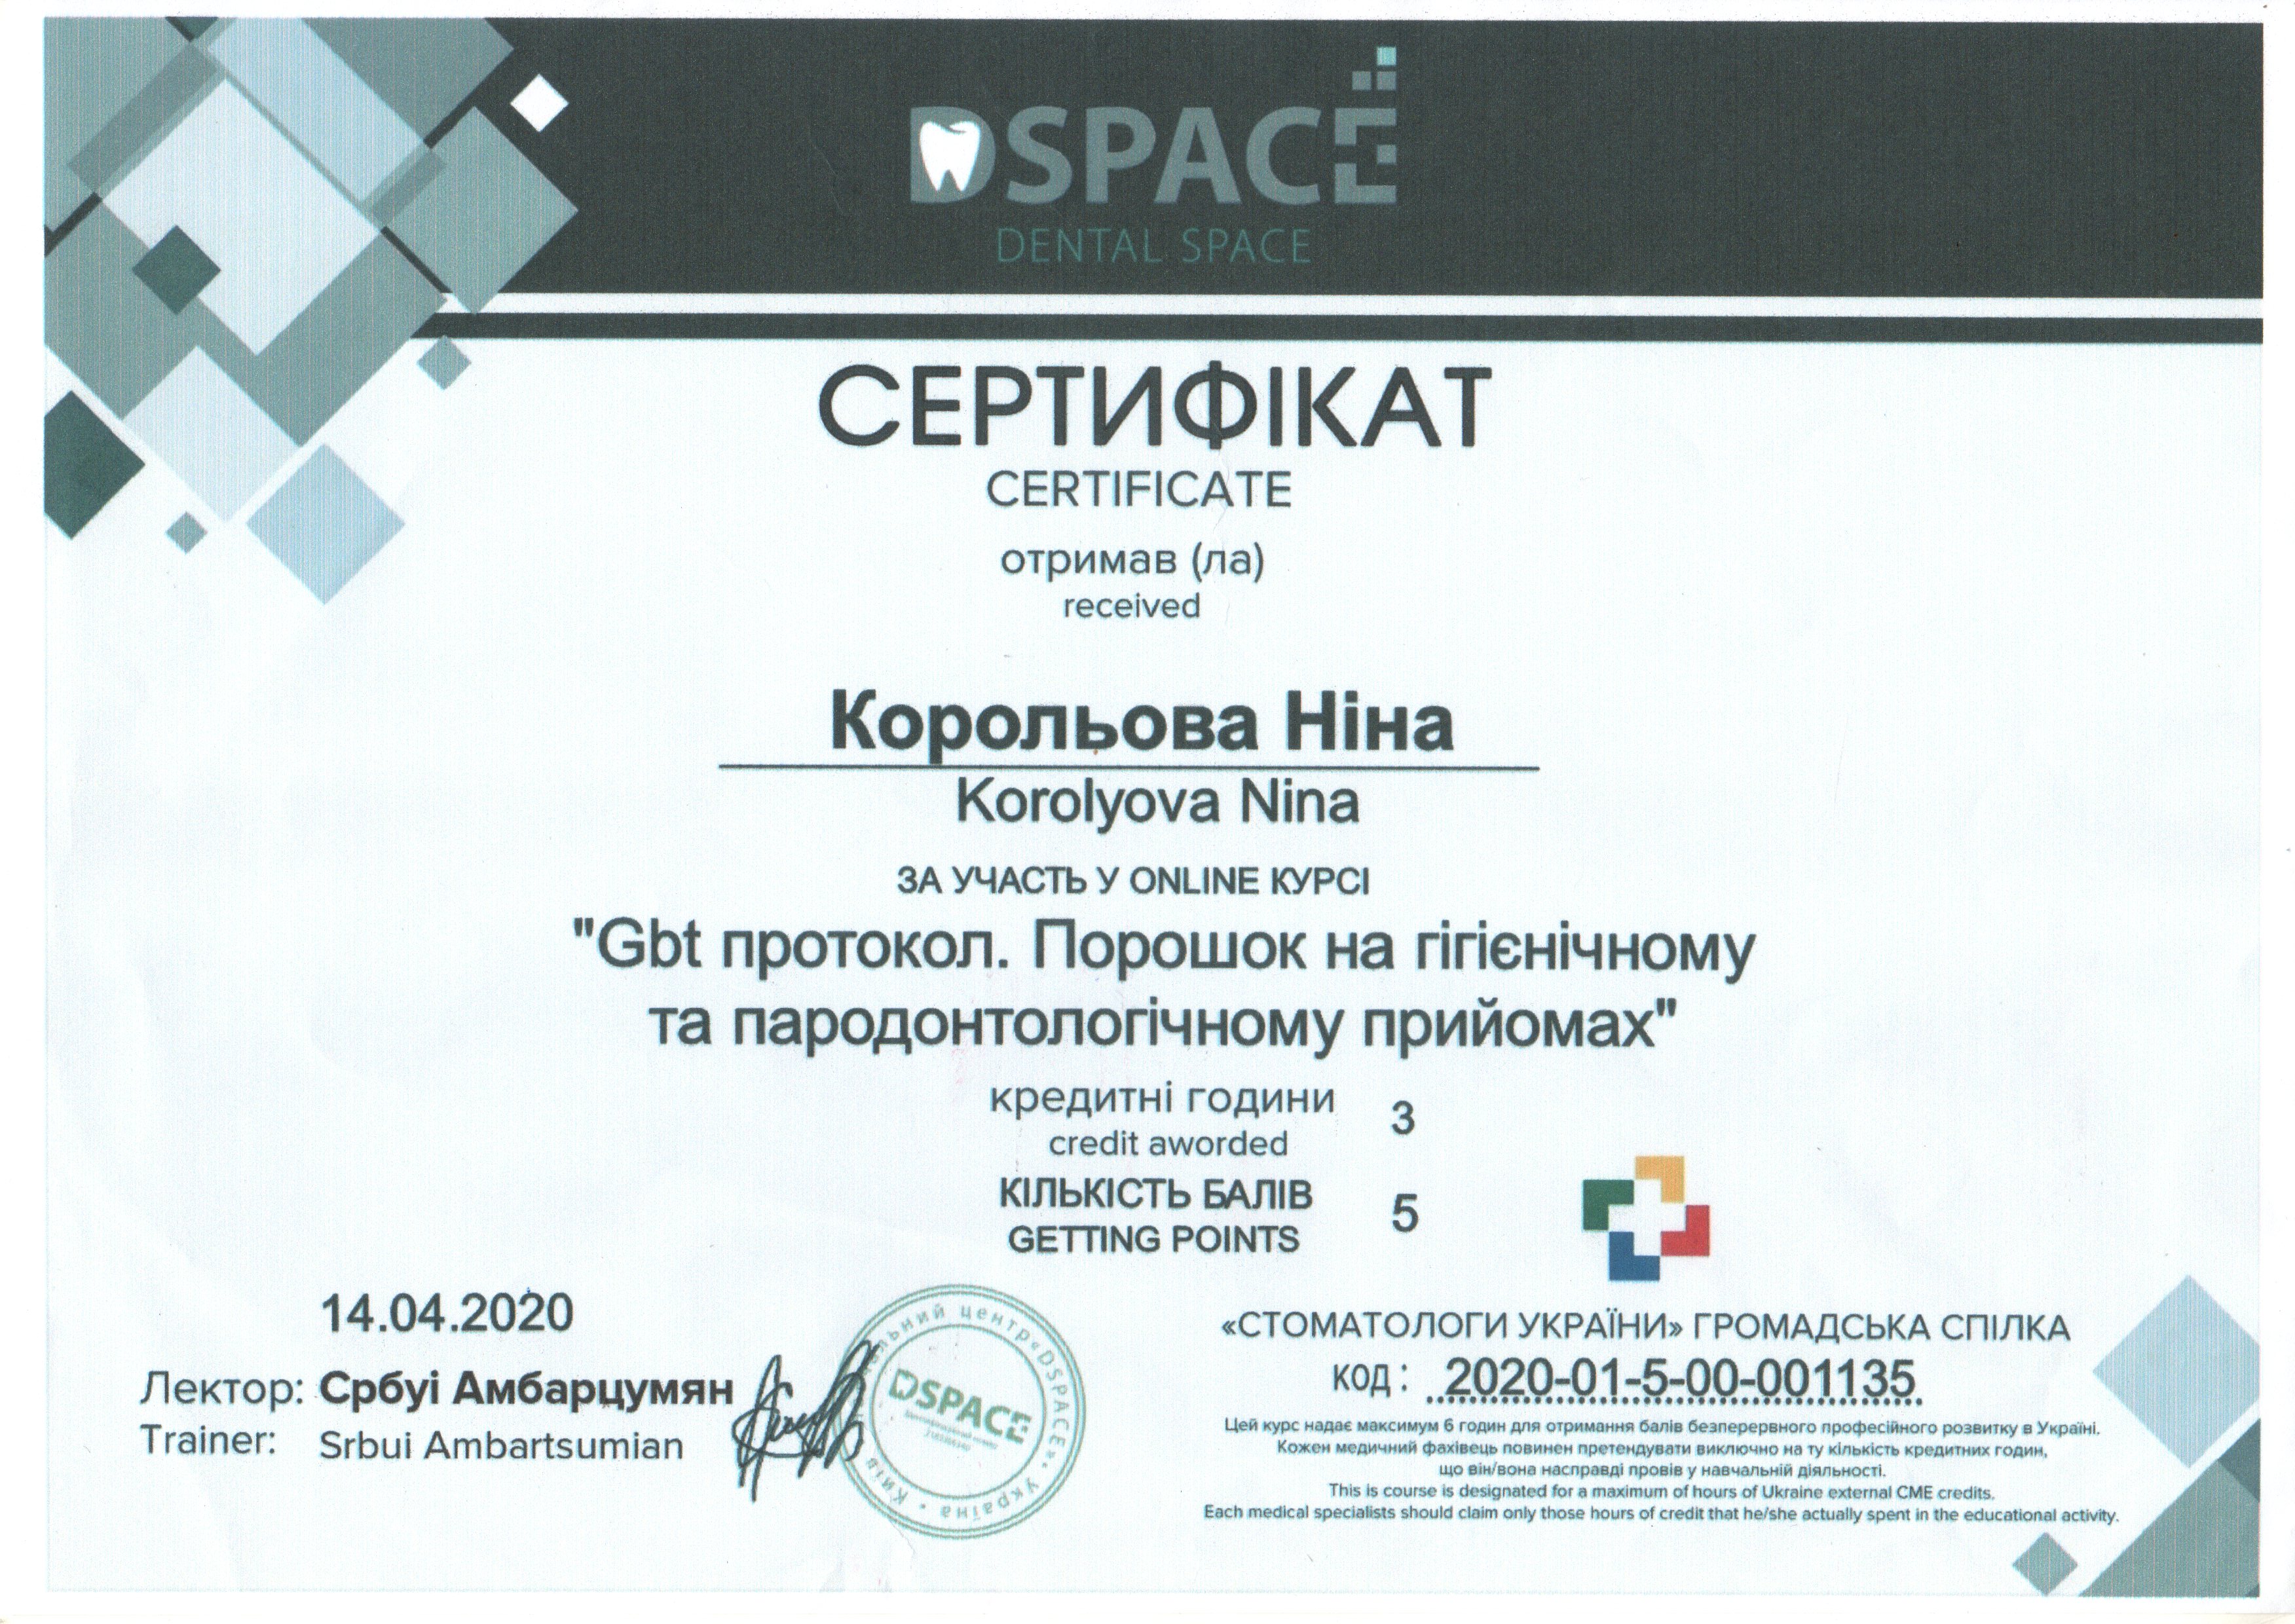 DSPACE
DENTAL SPACE
СЕРТИФІКАТ
CERTIFICATE
отримав (ла)
received
Корольова Ніна
Korolyova Nina
ЗА УЧАСТЬ У ONLINE КУРСІ
"Gbt протокол. Порошок на гігієнічному
та пародонтологічному прийомах"
кредитні години 3
credit aworded
КІЛЬКІСТЬ БАЛІВ 5
GETTING POINTS
14.04.2020
Лектор: Србуі Амбарцумян
Trainer: Srbui Ambartsumian
центр «DSPACE» • Україна • Київ
DSPACE
«СТОМАТОЛОГИ УКРАЇНИ» ГРОМАДСЬКА СПІЛКА
КОД: 2020-01-5-00-001135
Цей курс надає максимум 6 годин для отримання балів безперервного професійного розвитку в Україні.
Кожен медичний фахівець повинен претендувати виключно на ту кількість кредитних годин,
що він/вона насправді провів у навчальній діяльності.
This is course is designated for a maximum of hours of Ukraine external CME credits.
Each medical specialists should claim only those hours of credit that he/she actually spent in the educational activity.